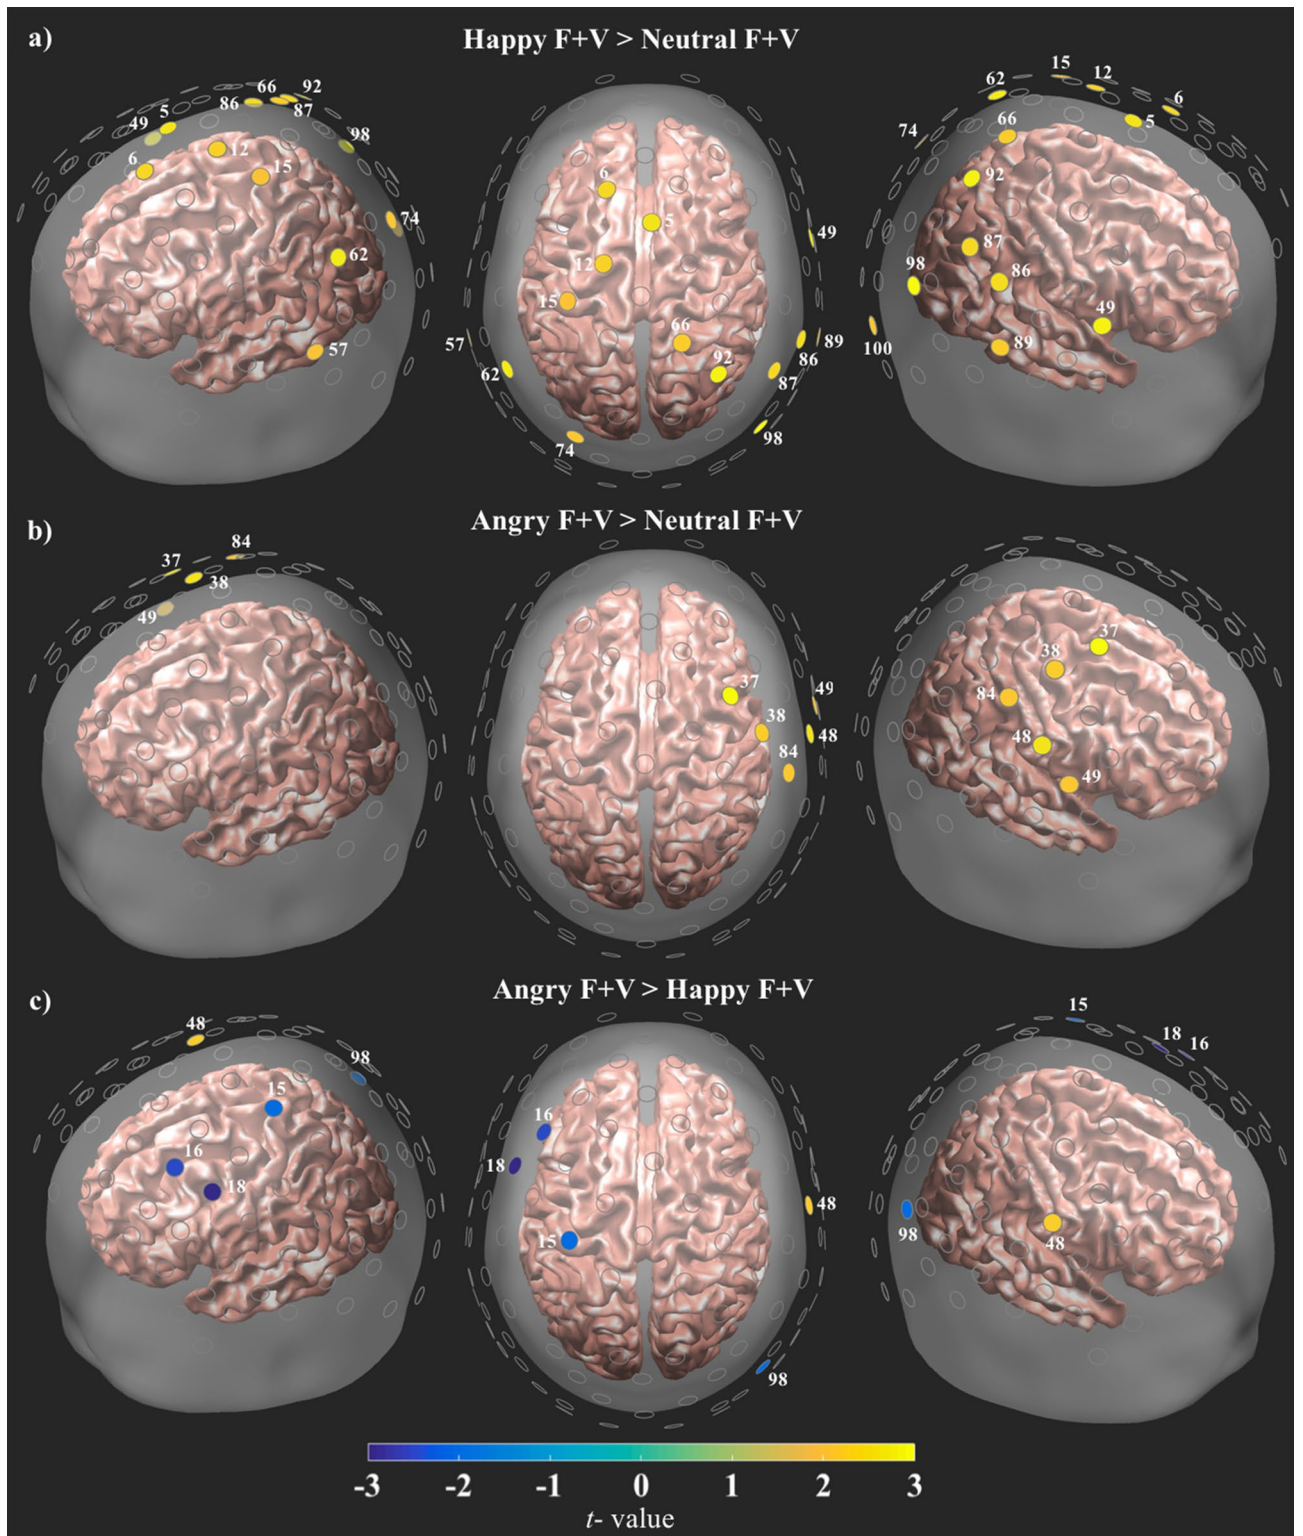 a)
Happy F+V > Neutral F+V
49 5 86 66 87 92 98
6 12 15 74
62
57
6 5 49
12
15
66
57 62 92 86 89
87
74 98
62 15 12 6
74 66 5
92
87
98 86
49
100 89
b)
Angry F+V > Neutral F+V
37 84
38
49
37 49
38 48
84
37
38
84
48
49
c)
Angry F+V > Happy F+V
48 98
15
16
18
16
18
48
15
98
15
18 16
98 48
-3 -2 -1 0 1 2 3
t- value